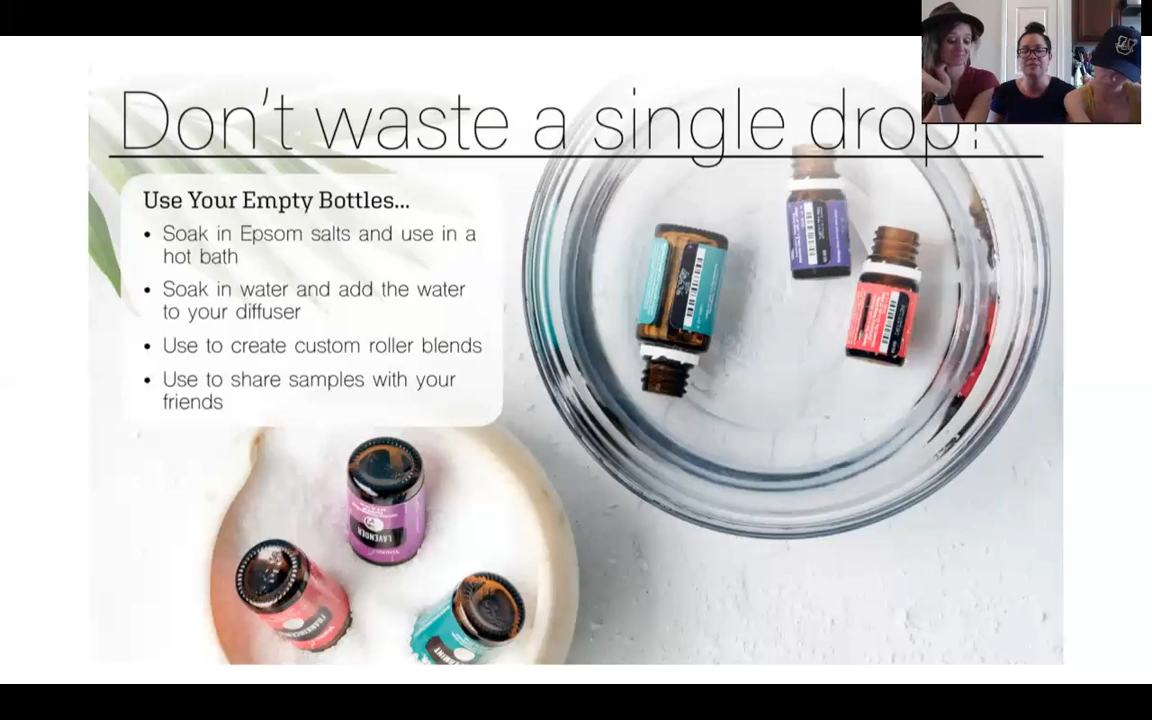 Don't waste a single drop!
Use Your Empty Bottles...
• Soak in Epsom salts and use in a
hot bath
• Soak in water and add the water
to your diffuser
• Use to create custom roller blends
• Use to share samples with your
friends
LAVENDER